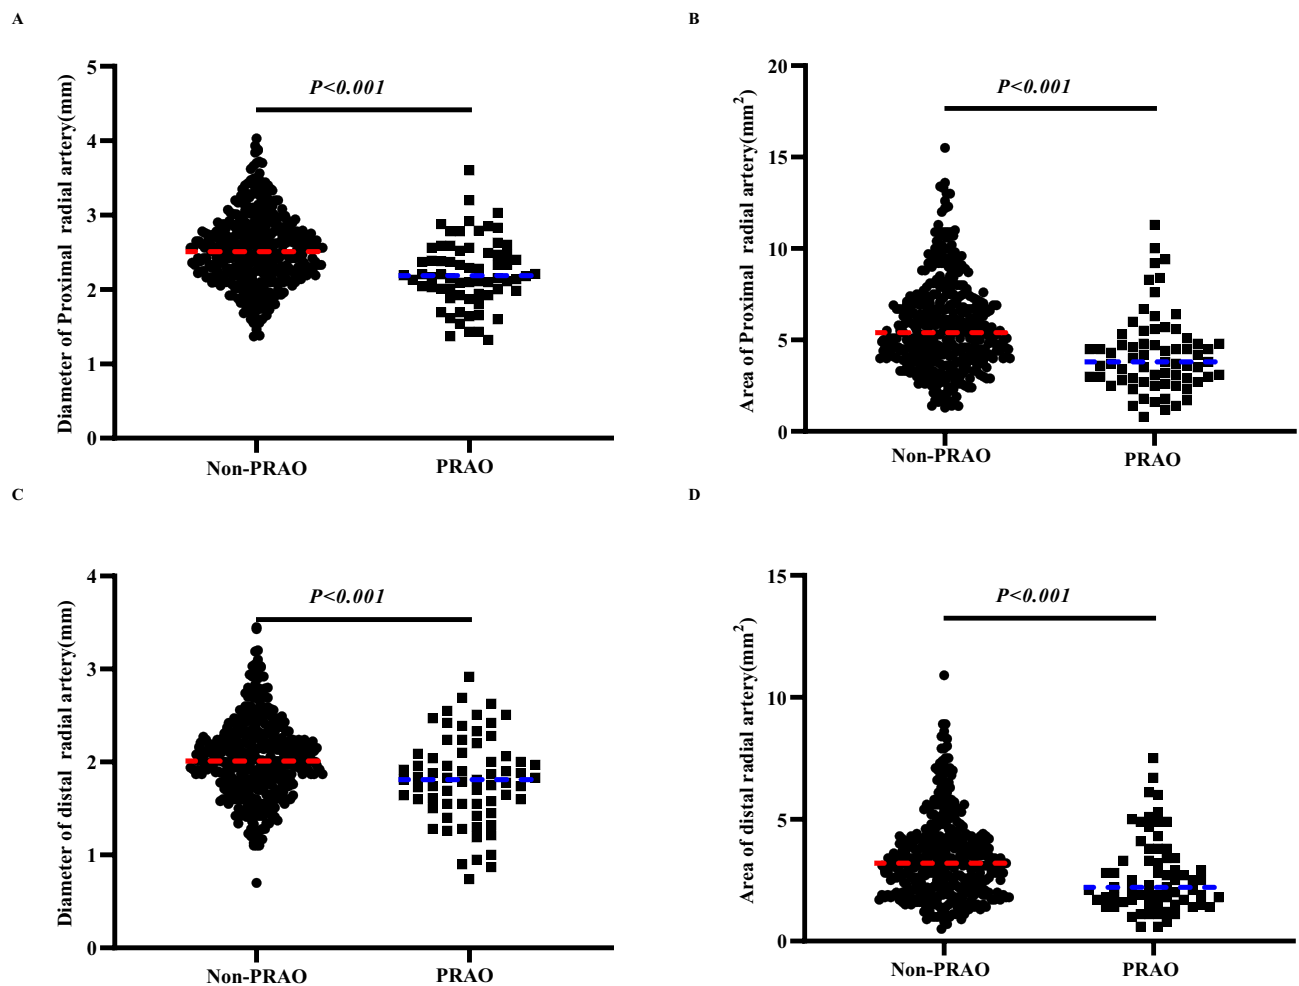 A
Diameter of Proximal radial artery(mm)
5
4
3
2
1
0
P<0.001
Non-PRAO
PRAO
B
Area of Proximal radial artery(mm²)
20
15
10
5
0
P<0.001
Non-PRAO
PRAO
C
Diameter of distal radial artery(mm)
4
3
2
1
0
P<0.001
Non-PRAO
PRAO
D
Area of distal radial artery(mm²)
15
10
5
0
P<0.001
Non-PRAO
PRAO